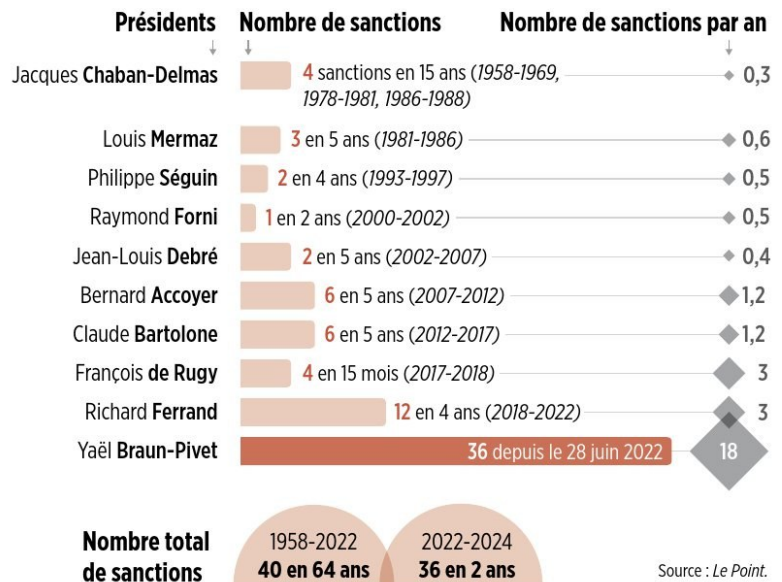 Présidents Nombre de sanctions Nombre de sanctions par an
Jacques Chaban-Delmas 4 sanctions en 15 ans (1958-1969, 0,3
1978-1981, 1986-1988)
Louis Mermaz 3 en 5 ans (1981-1986) 0,6
Philippe Séguin 2 en 4 ans (1993-1997) 0,5
Raymond Forni 1 en 2 ans (2000-2002) 0,5
Jean-Louis Debré 2 en 5 ans (2002-2007) 0,4
Bernard Accoyer 6 en 5 ans (2007-2012) 1,2
Claude Bartolone 6 en 5 ans (2012-2017) 1,2
François de Rugy 4 en 15 mois (2017-2018) 3
Richard Ferrand 12 en 4 ans (2018-2022) 3
Yaël Braun-Pivet 36 depuis le 28 juin 2022 18
Nombre total 1958-2022 2022-2024
de sanctions 40 en 64 ans 36 en 2 ans Source : Le Point.